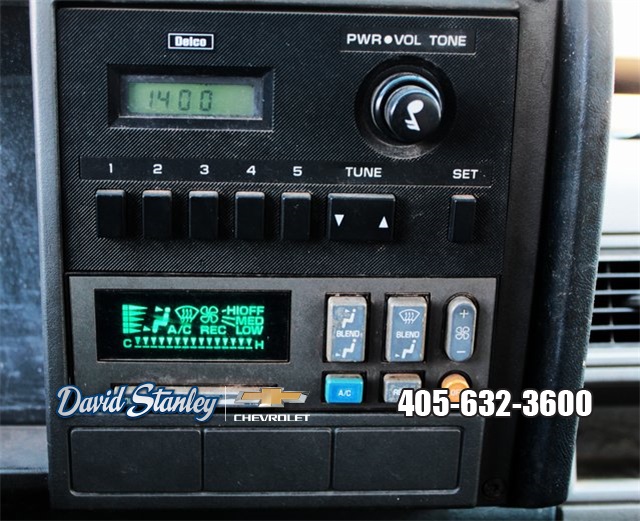 Delco
PWR●VOL TONE
1400
1 2 3 4 5 TUNE SET
HI OFF
MED
A/C REC LOW
C H
+
BLEND BLEND
-
A/C
David Stanley
CHEVROLET
405-632-3600